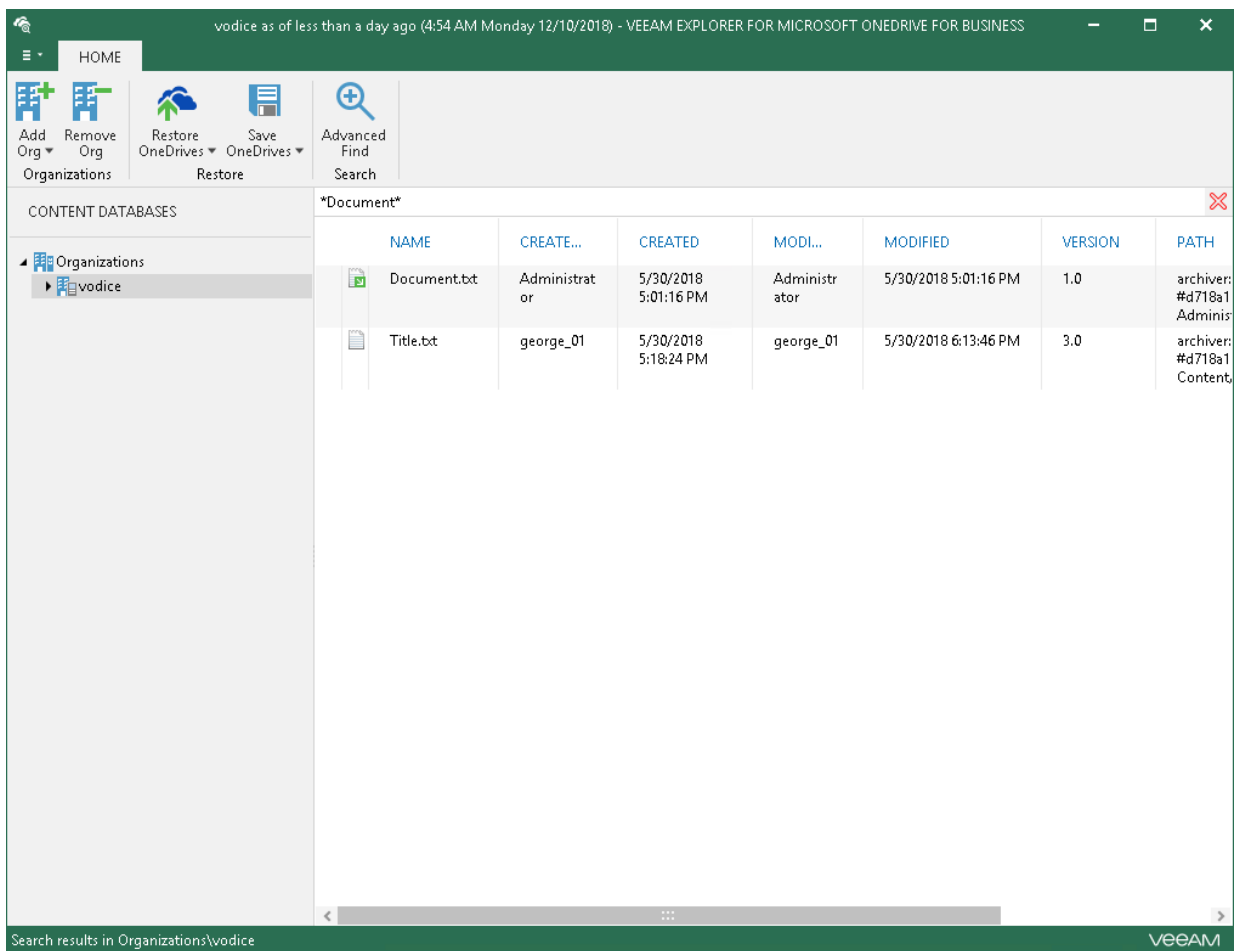 vodice as of less than a day ago (4:54 AM Monday 12/10/2018) - VEEAM EXPLORER FOR MICROSOFT ONEDRIVE FOR BUSINESS
HOME
Add Org
Remove Org
Restore OneDrives
Save OneDrives
Advanced Find
Organizations
Restore
Search
CONTENT DATABASES
Organizations
vodice
*Document*
NAME CREATE... CREATED MODI... MODIFIED VERSION PATH
Document.txt Administrat 5/30/2018 Administr 5/30/2018 5:01:16 PM 1.0 archiver:
or 5:01:16 PM ator #d718a1
Adminis
Title.txt george_01 5/30/2018 george_01 5/30/2018 6:13:46 PM 3.0 archiver:
5:18:24 PM #d718a1
Content,
Search results in Organizations\vodice
veeam